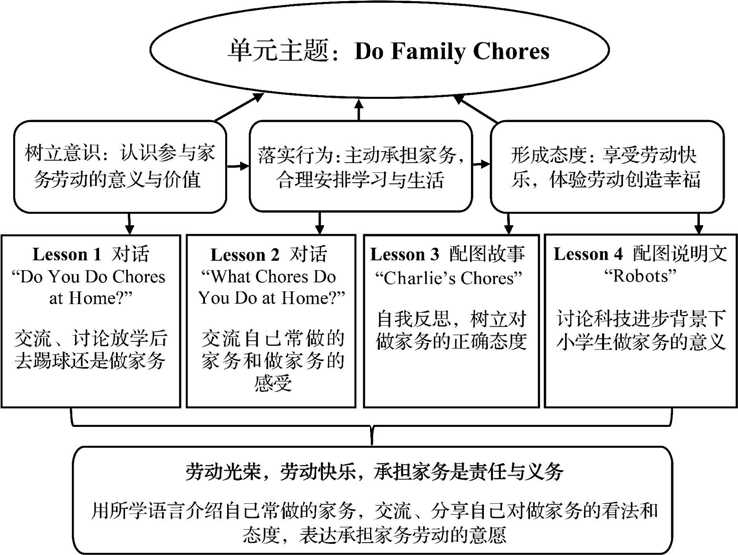 单元主题：Do Family Chores
树立意识：认识参与家
务劳动的意义与价值
落实行为：主动承担家务，
合理安排学习与生活
形成态度：享受劳动快
乐，体验劳动创造幸福
Lesson 1 对话
“Do You Do Chores
at Home?”
交流、讨论放学后
去踢球还是做家务
Lesson 2 对话
“What Chores Do
You Do at Home?”
交流自己常做的
家务和做家务的
感受
Lesson 3 配图故事
“Charlie’s Chores”
自我反思，树立对
做家务的正确态度
Lesson 4 配图说明文
“Robots”
讨论科技进步背景下
小学生做家务的意义
劳动光荣，劳动快乐，承担家务是责任与义务
用所学语言介绍自己常做的家务，交流、分享自己对做家务的看法和
态度，表达承担家务劳动的意愿